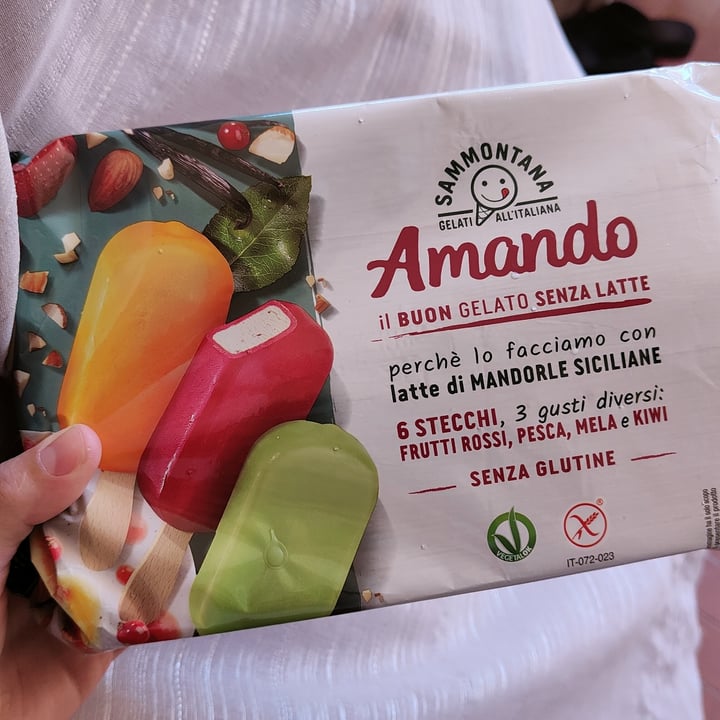 SAMMONTANA
GELATI ALL'ITALIANA
Amando
il BUON GELATO SENZA LATTE
perchè lo facciamo con
latte di MANDORLE SICILIANE
6 STECCHI, 3 gusti diversi:
FRUTTI ROSSI, PESCA, MELA e KIWI
SENZA GLUTINE
VEGETALOK
IT-072-023